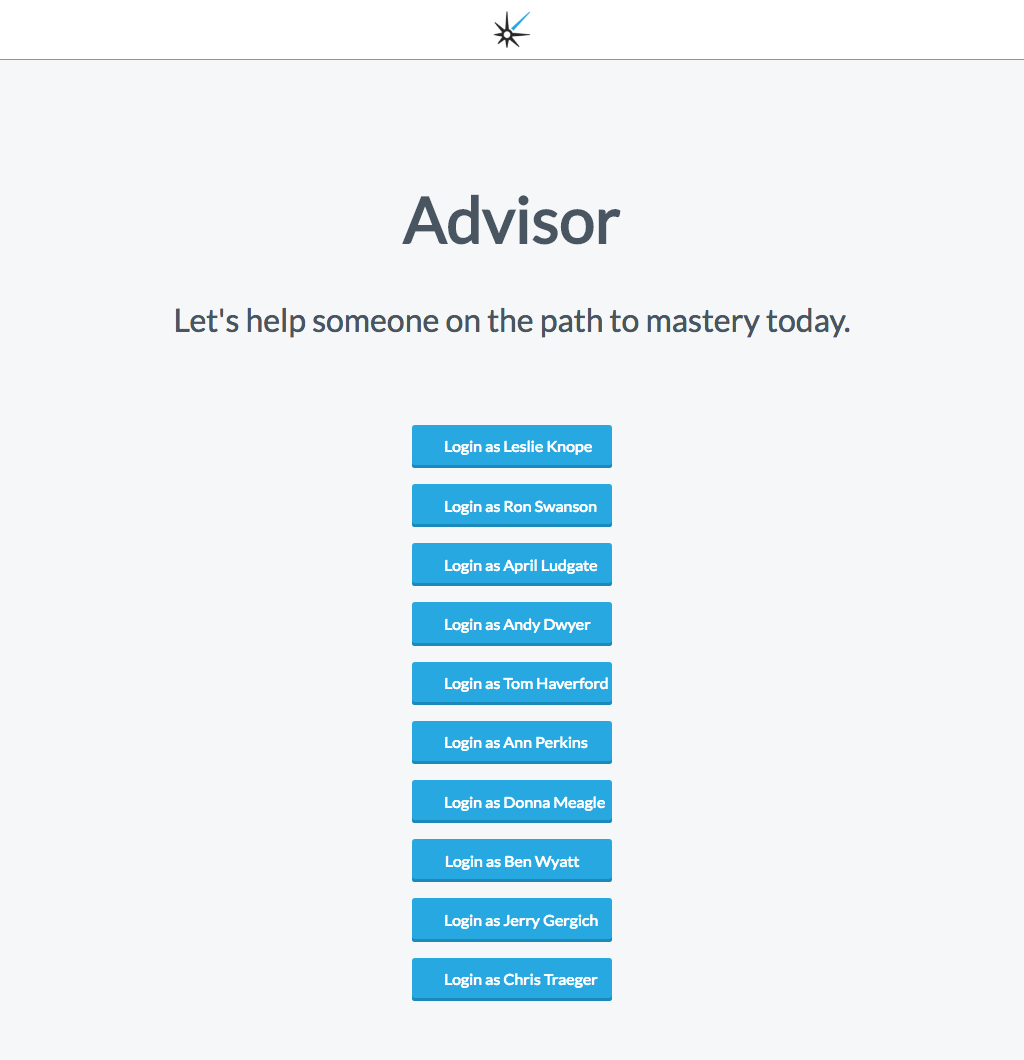 Advisor
Let's help someone on the path to mastery today.
Login as Leslie Knope
Login as Ron Swanson
Login as April Ludgate
Login as Andy Dwyer
Login as Tom Haverford
Login as Ann Perkins
Login as Donna Meagle
Login as Ben Wyatt
Login as Jerry Gergich
Login as Chris Traeger